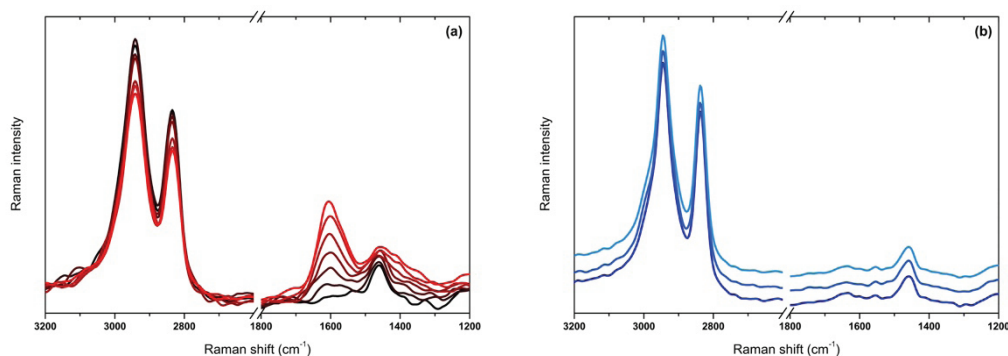 (a)
Raman intensity
3200 3000 2800 1800 1600 1400 1200
Raman shift (cm-1)
(b)
Raman intensity
3200 3000 2800 1800 1600 1400 1200
Raman shift (cm-1)